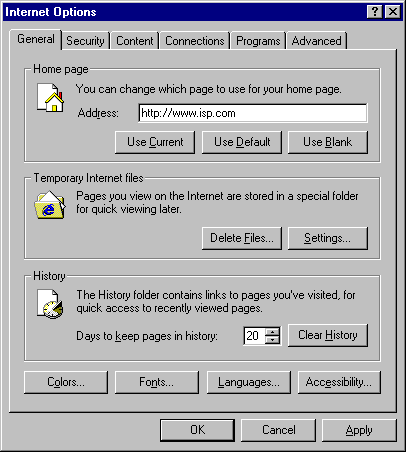 Internet Options
General Security Content Connections Programs Advanced
Home page
You can change which page to use for your home page.
Address: http://www.isp.com
Use Current Use Default Use Blank
Temporary Internet files
Pages you view on the Internet are stored in a special folder
for quick viewing later.
Delete Files... Settings...
History
The History folder contains links to pages you've visited, for
quick access to recently viewed pages.
Days to keep pages in history: 20 Clear History
Colors... Fonts... Languages... Accessibility...
OK Cancel Apply